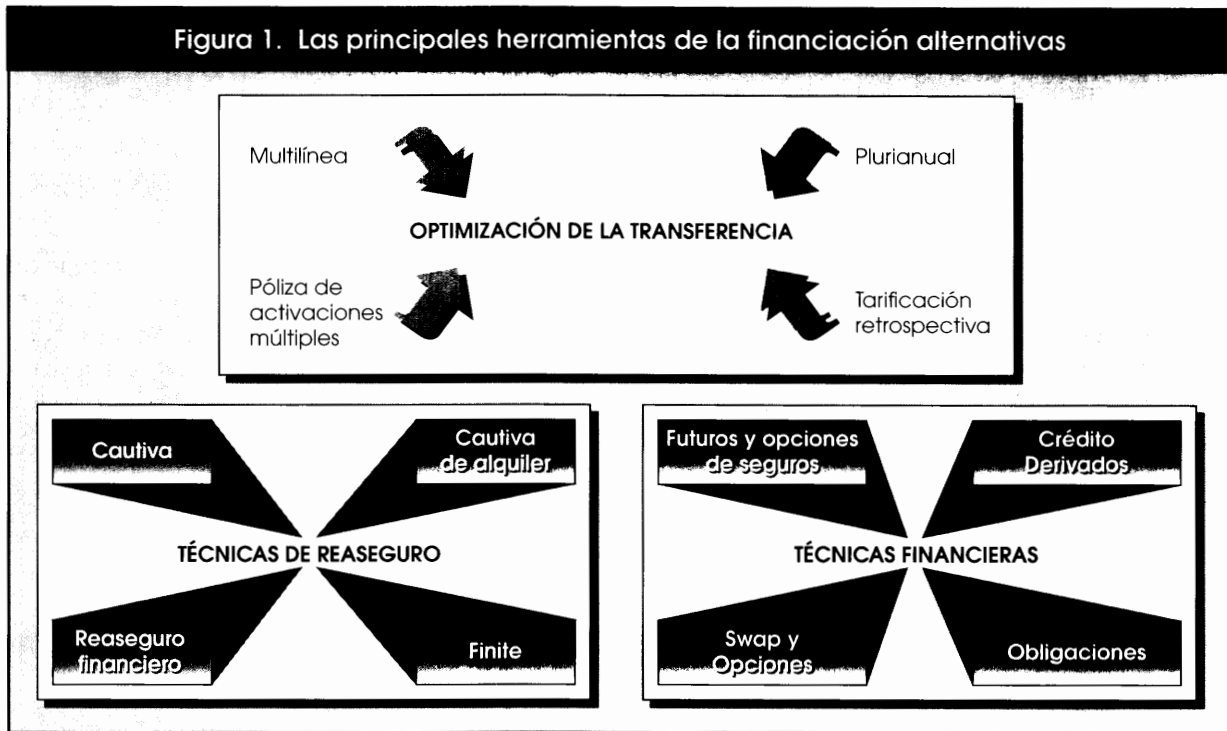 Figura 1. Las principales herramientas de la financiación alternativas
Multilínea
Plurianual
OPTIMIZACIÓN DE LA TRANSFERENCIA
Póliza de
activaciones
múltiples
Tarificación
retrospectiva
Cautiva
Cautiva
de alquiler
TÉCNICAS DE REASEGURO
Reaseguro
financiero
Finite
Futuros y opciones
de seguros
Crédito
Derivados
TÉCNICAS FINANCIERAS
Swap y
Opciones
Obligaciones